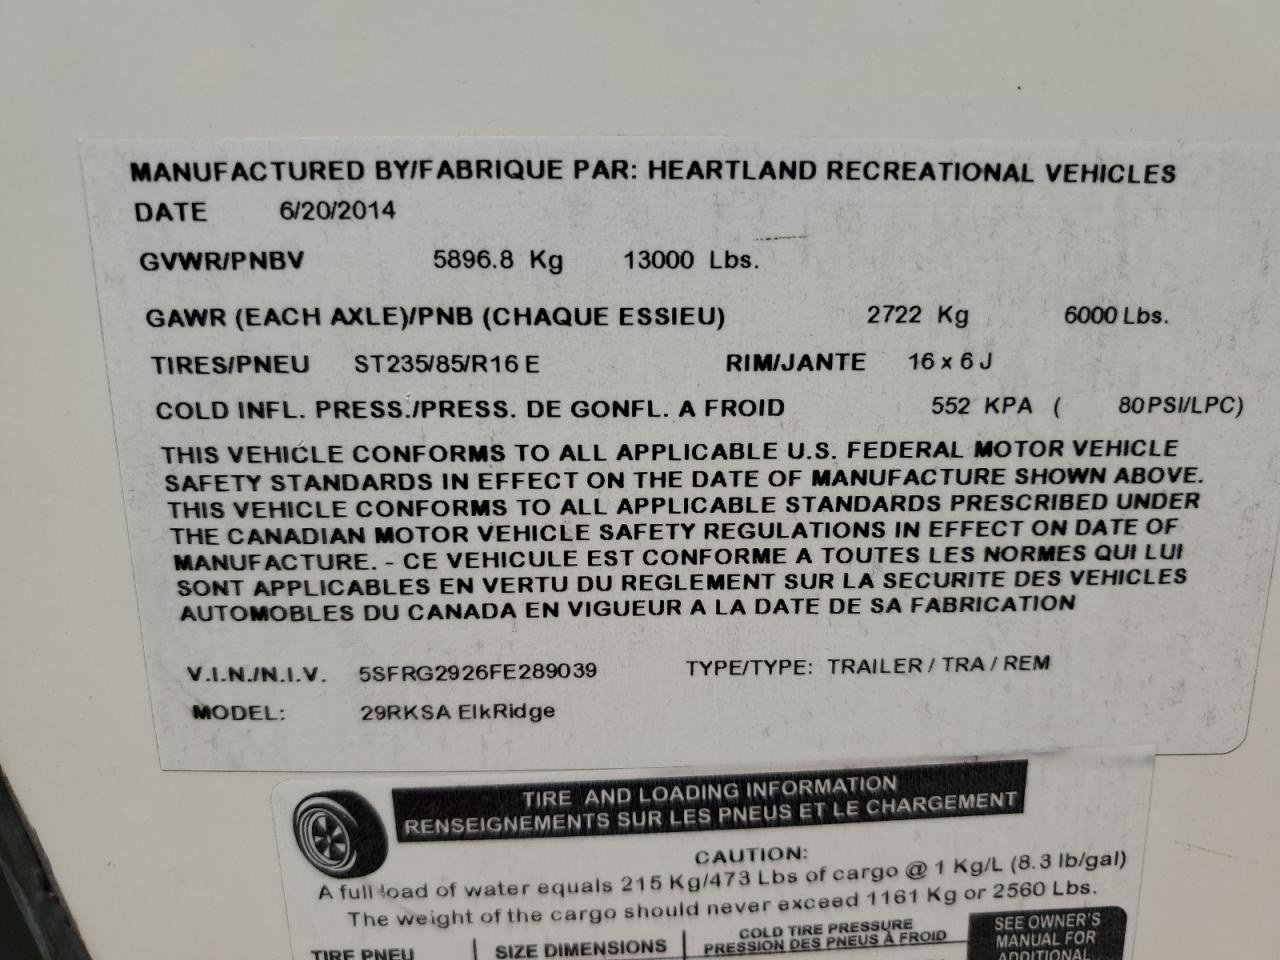 MANUFACTURED BY/FABRIQUE PAR: HEARTLAND RECREATIONAL VEHICLES
DATE 6/20/2014
GVWR/PNBV 5896.8 Kg 13000 Lbs.
GAWR (EACH AXLE)/PNB (CHAQUE ESSIEU) 2722 Kg 6000 Lbs.
TIRES/PNEU ST235/85/R16 E RIM/JANTE 16 x 6 J
COLD INFL. PRESS./PRESS. DE GONFL. A FROID 552 KPA ( 80 PSI/LPC)
THIS VEHICLE CONFORMS TO ALL APPLICABLE U.S. FEDERAL MOTOR VEHICLE
SAFETY STANDARDS IN EFFECT ON THE DATE OF MANUFACTURE SHOWN ABOVE.
THIS VEHICLE CONFORMS TO ALL APPLICABLE STANDARDS PRESCRIBED UNDER
THE CANADIAN MOTOR VEHICLE SAFETY REGULATIONS IN EFFECT ON DATE OF
MANUFACTURE. - CE VEHICULE EST CONFORME A TOUTES LES NORMES QUI LUI
SONT APPLICABLES EN VERTU DU REGLEMENT SUR LA SECURITE DES VEHICLES
AUTOMOBLES DU CANADA EN VIGUEUR A LA DATE DE SA FABRICATION
V.I.N./N.I.V. 5SFRG2926FE289039 TYPE/TYPE: TRAILER / TRA / REM
MODEL: 29RKSA ElkRidge
TIRE AND LOADING INFORMATION
RENSEIGNEMENTS SUR LES PNEUS ET LE CHARGEMENT
CAUTION:
A full load of water equals 215 Kg/473 Lbs of cargo @ 1 Kg/L (8.3 lb/gal)
The weight of the cargo should never exceed 1161 Kg or 2560 Lbs.
TIRE PNEU SIZE DIMENSIONS COLD TIRE PRESSURE
PRESSION DES PNEUS À FROID
SEE OWNER'S
MANUAL FOR
ADDITIONAL